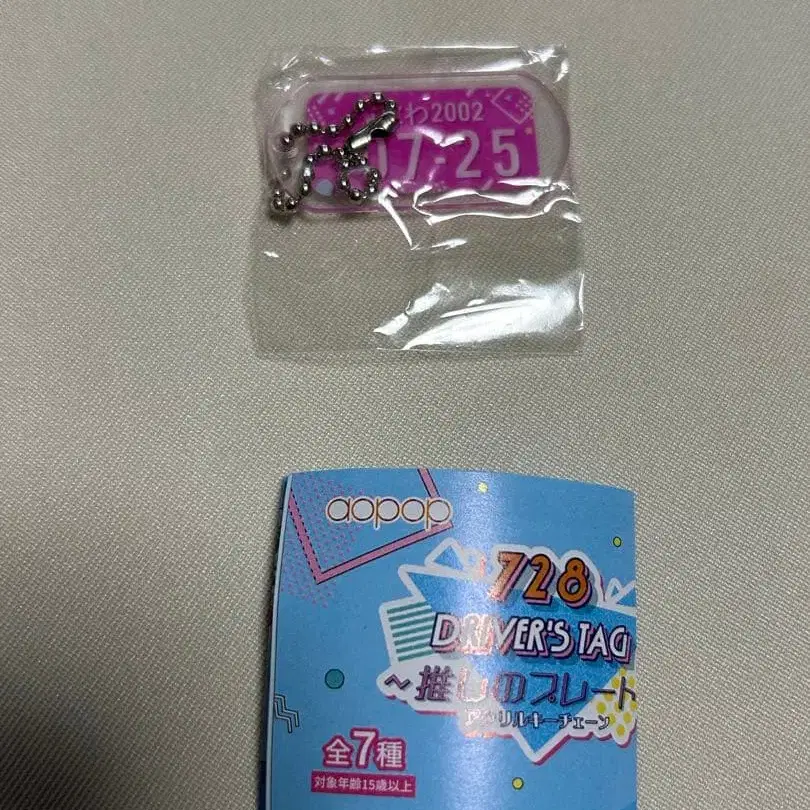 わ2002
07-25
aopop
728
DRIVER'S TAG
～推しのプレート
アクリルキーチェーン
全7種
対象年齢15歳以上